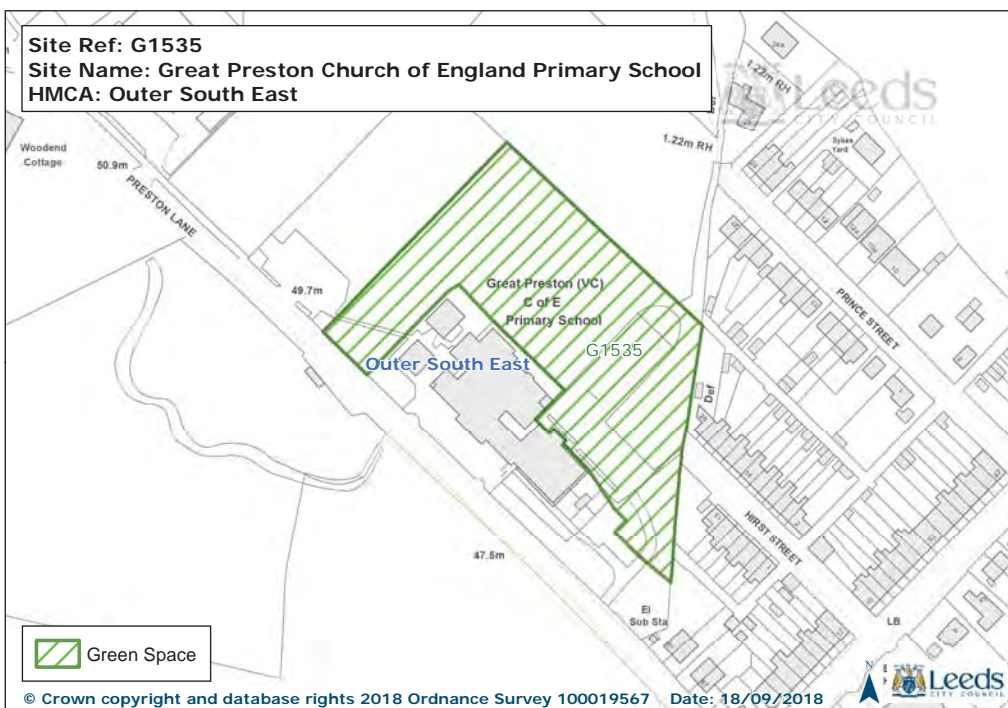 Site Ref: G1535
Site Name: Great Preston Church of England Primary School
HMCA: Outer South East
Leeds
CITY COUNCIL
24A
1.22m RH
Def
1.22m RH
Sykes
Yard
Woodend
Cottage
50.9m
PRESTON LANE
49.7m
Great Preston (VC)
C of E
Primary School
G1535
Outer South East
PRINCE STREET
Def
HIRST STREET
47.5m
El
Sub Sta
LB
Green Space
N
Leeds
CITY COUNCIL
© Crown copyright and database rights 2018 Ordnance Survey 100019567 Date: 18/09/2018